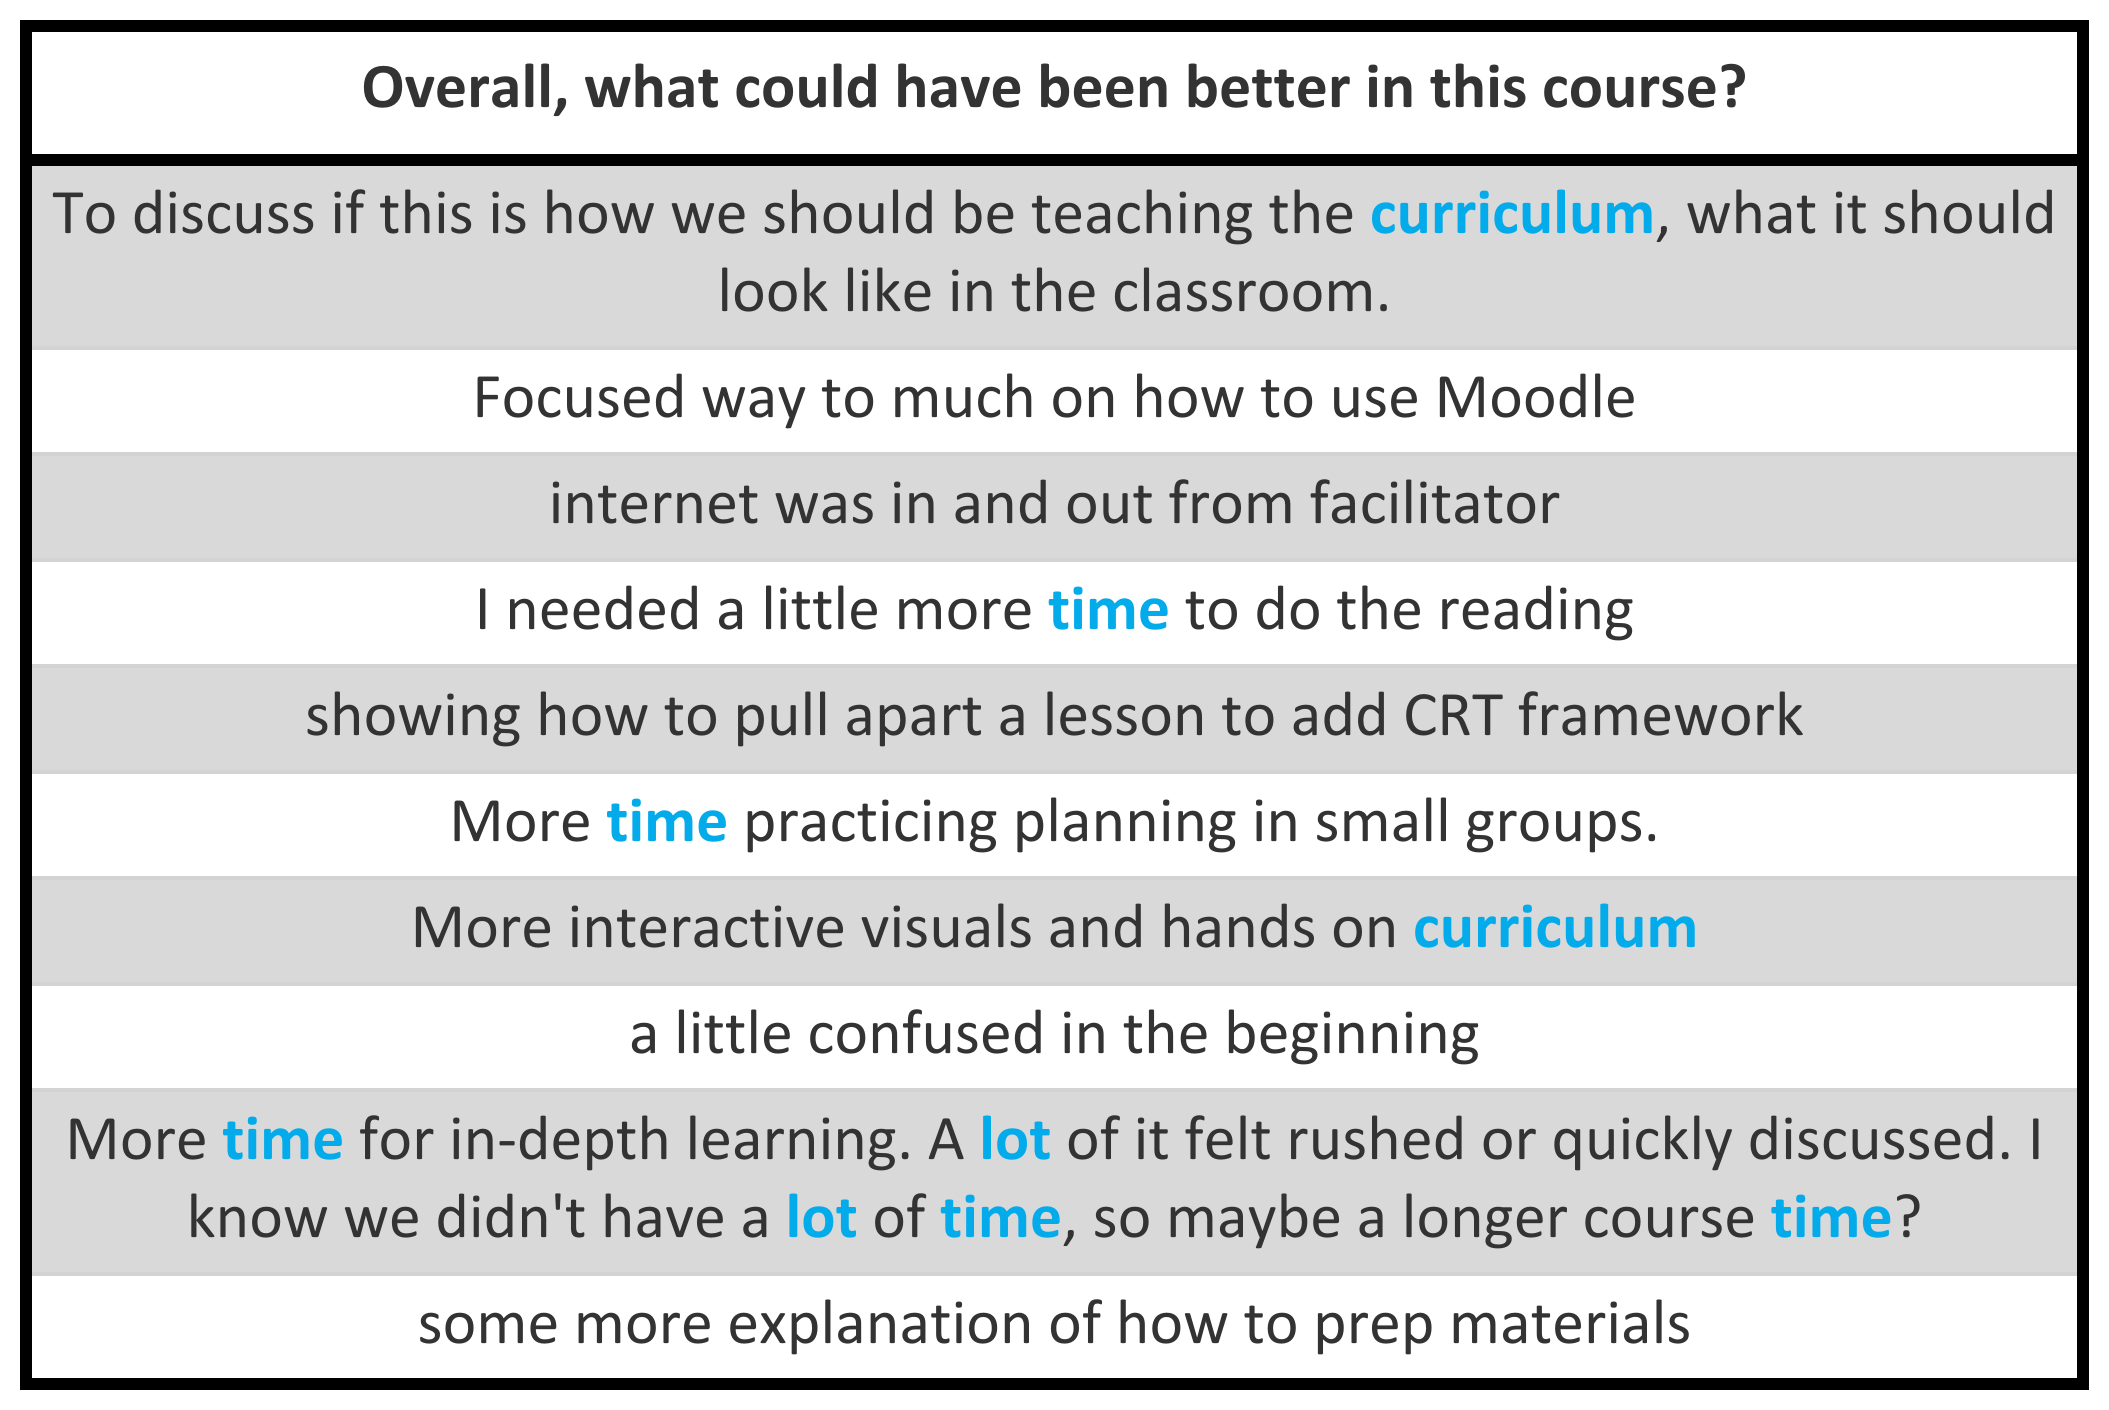 Overall, what could have been better in this course?
To discuss if this is how we should be teaching the curriculum, what it should
look like in the classroom.
Focused way to much on how to use Moodle
internet was in and out from facilitator
I needed a little more time to do the reading
showing how to pull apart a lesson to add CRT framework
More time practicing planning in small groups.
More interactive visuals and hands on curriculum
a little confused in the beginning
More time for in-depth learning. A lot of it felt rushed or quickly discussed. I
know we didn't have a lot of time, so maybe a longer course time?
some more explanation of how to prep materials